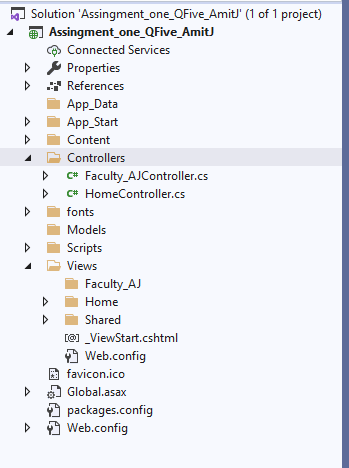 Solution 'Assingment_one_QFive_AmitJ' (1 of 1 project)
Assingment_one_QFive_AmitJ
Connected Services
Properties
References
App_Data
App_Start
Content
Controllers
C# Faculty_AJController.cs
C# HomeController.cs
fonts
Models
Scripts
Views
Faculty_AJ
Home
Shared
_ViewStart.cshtml
Web.config
favicon.ico
Global.asax
packages.config
Web.config